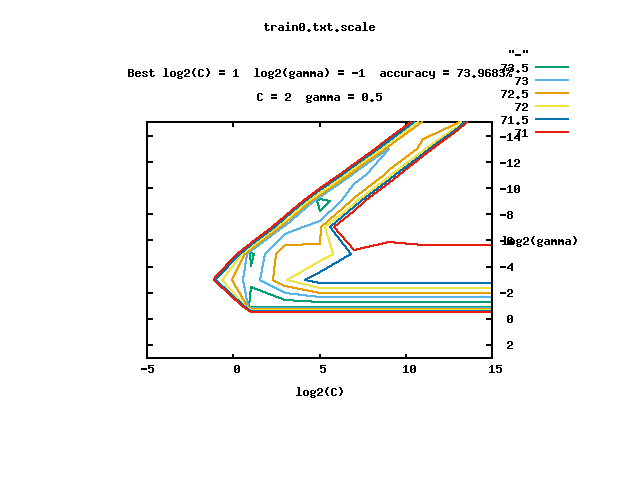 train0.txt.scale
"-"
Best log2(C) = 1 log2(gamma) = -1 accuracy = 73.9683%
73.5
73
C = 2 gamma = 0.5
72.5
72
71.5
71
-14
-12
-10
-8
-6
log2(gamma)
-4
-2
0
2
-5 0 5 10 15
log2(C)